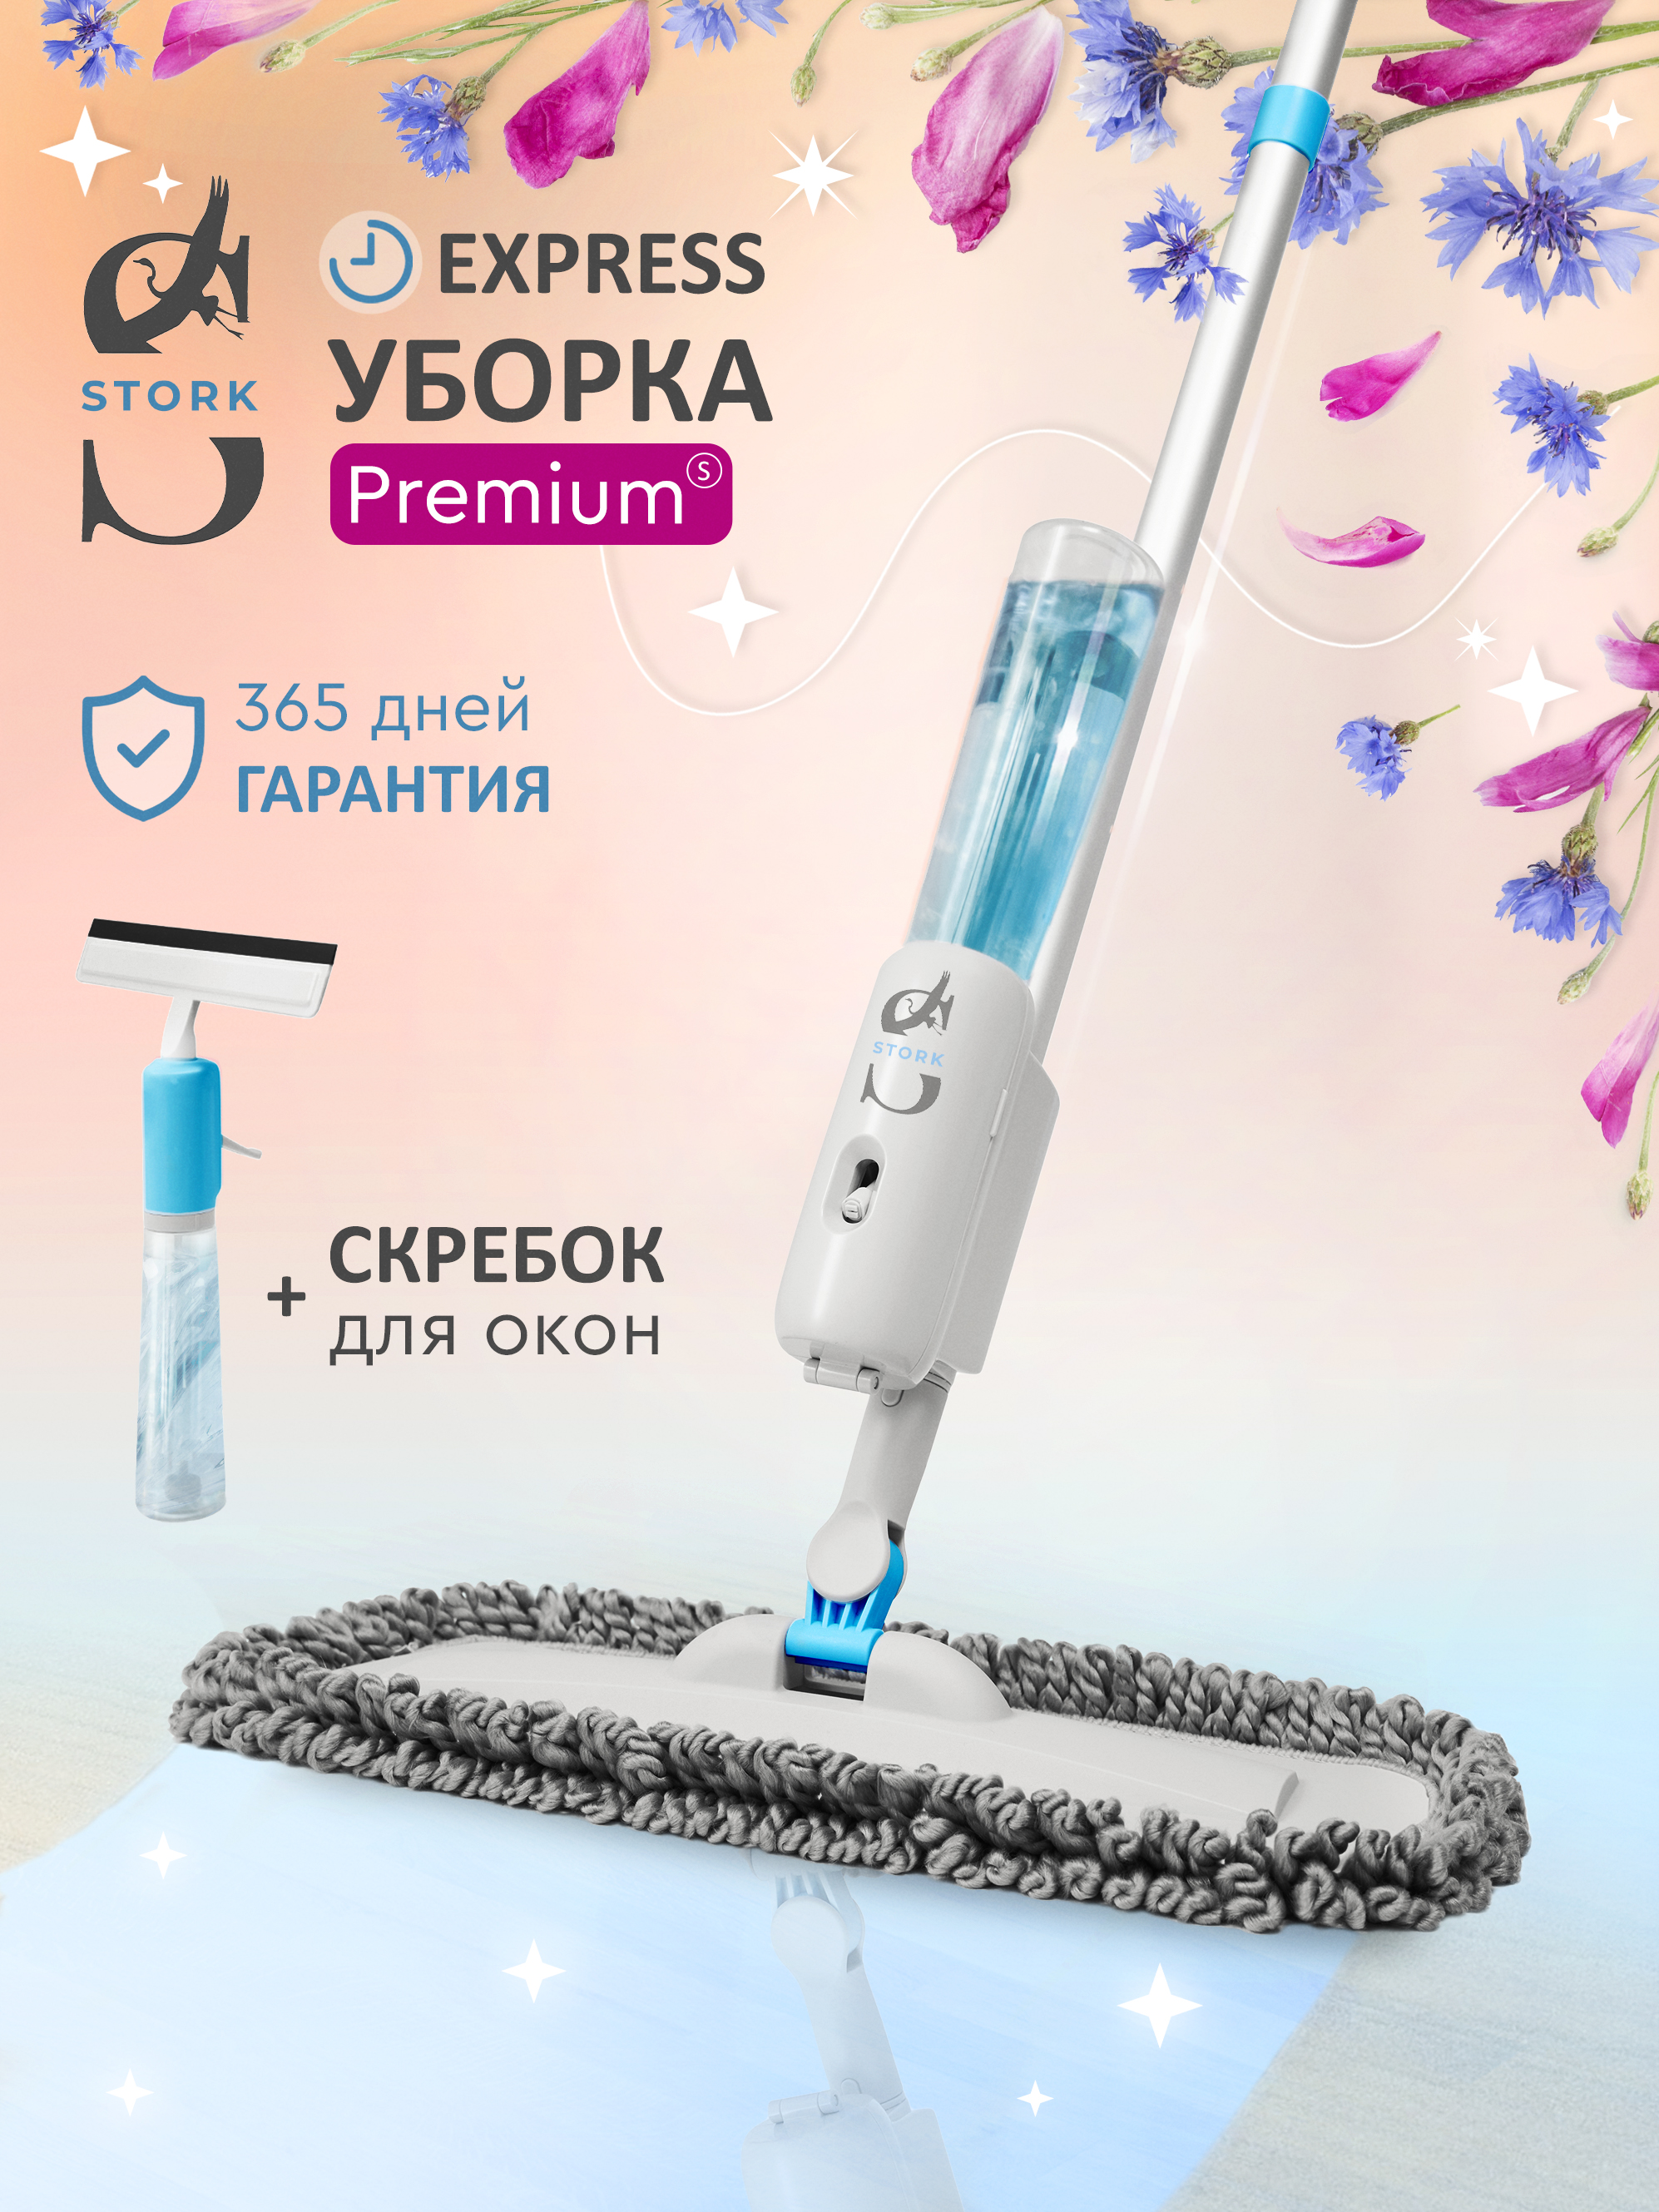 STORK
EXPRESS
УБОРКА
Premium Ⓢ
365 дней
ГАРАНТИЯ
STORK
+ СКРЕБОК
для окон